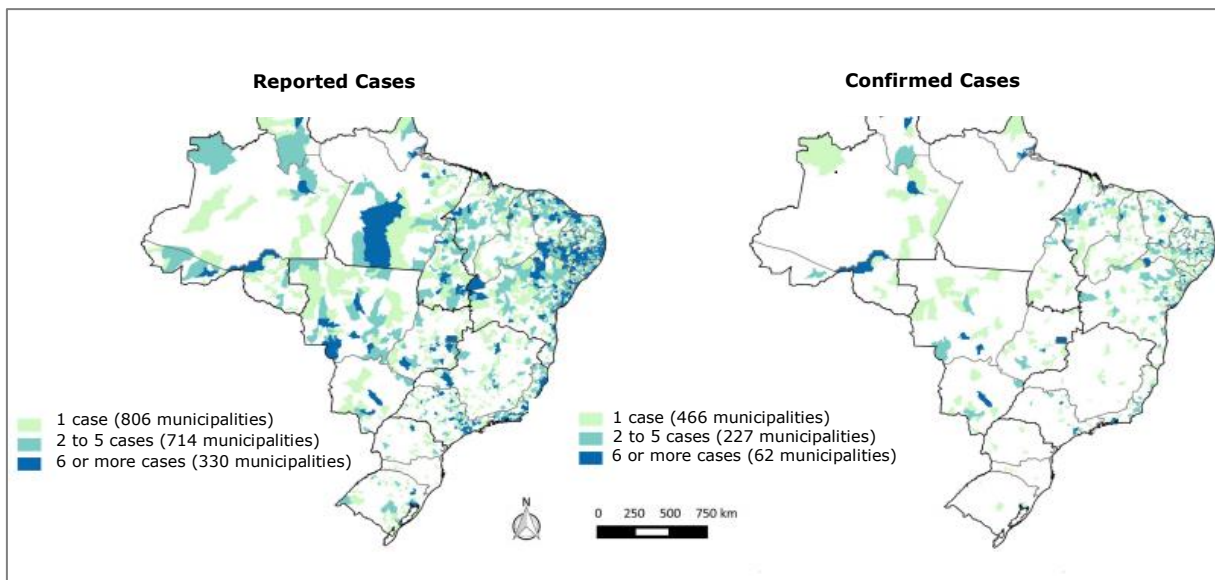 Reported Cases
Confirmed Cases
1 case (806 municipalities)
2 to 5 cases (714 municipalities)
6 or more cases (330 municipalities)
1 case (466 municipalities)
2 to 5 cases (227 municipalities)
6 or more cases (62 municipalities)
N
0 250 500 750 km